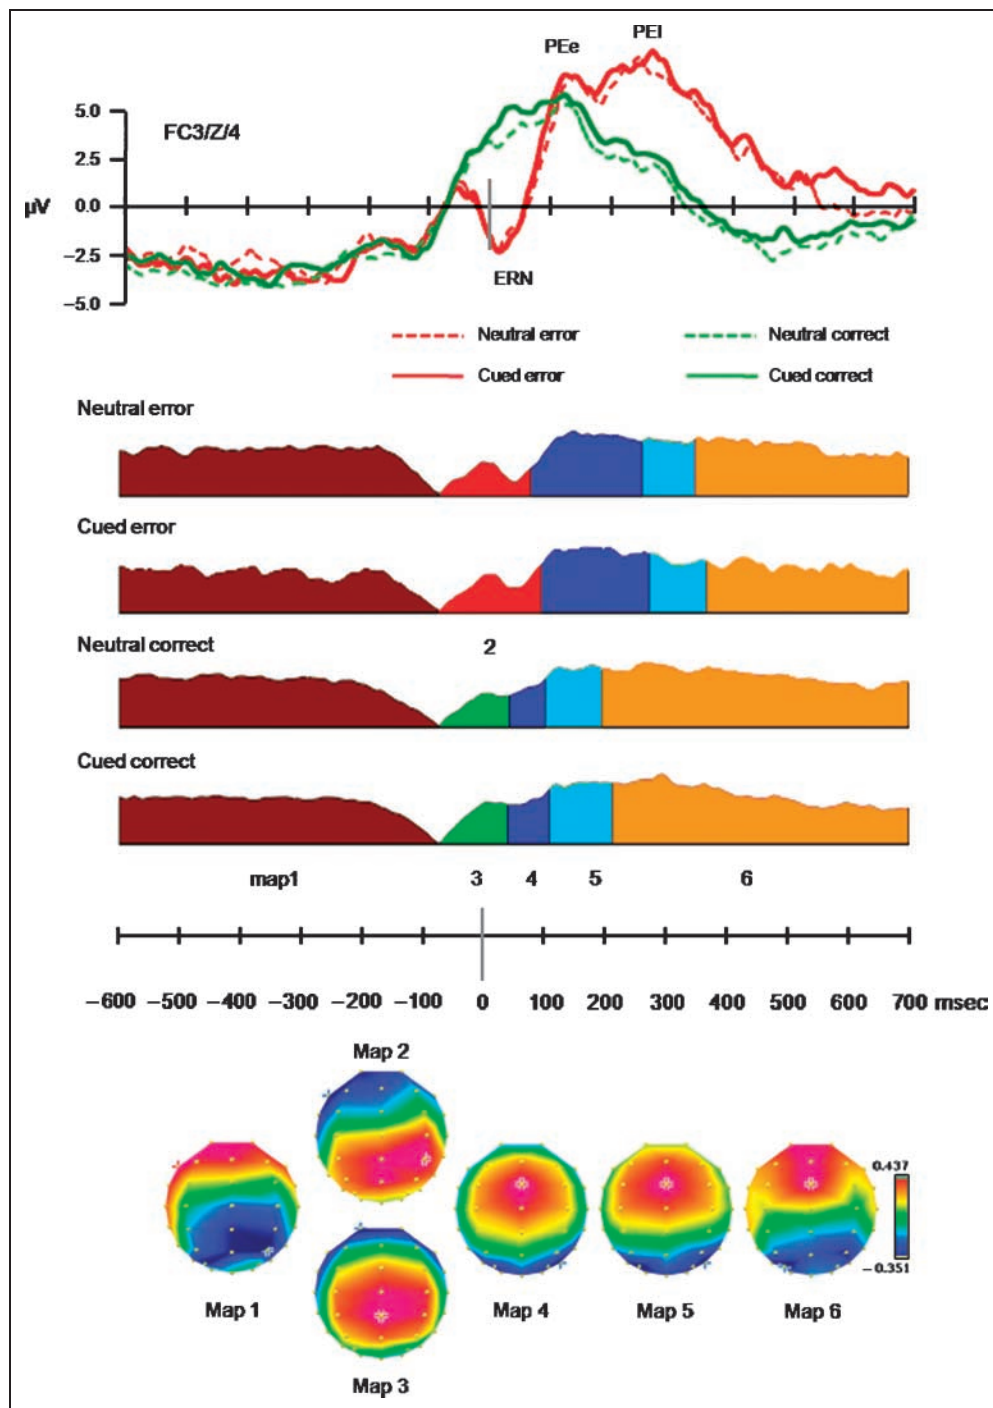 PEe PEl
5.0
FC3/Z/4
2.5
µV 0.0
−2.5
ERN
−5.0
Neutral error Neutral correct
Cued error Cued correct
Neutral error
Cued error
Neutral correct
2
Cued correct
map1 3 4 5 6
−600 −500 −400 −300 −200 −100 0 100 200 300 400 500 600 700 msec
Map 2
0.437
−0.351
Map 1 Map 4 Map 5 Map 6
Map 3